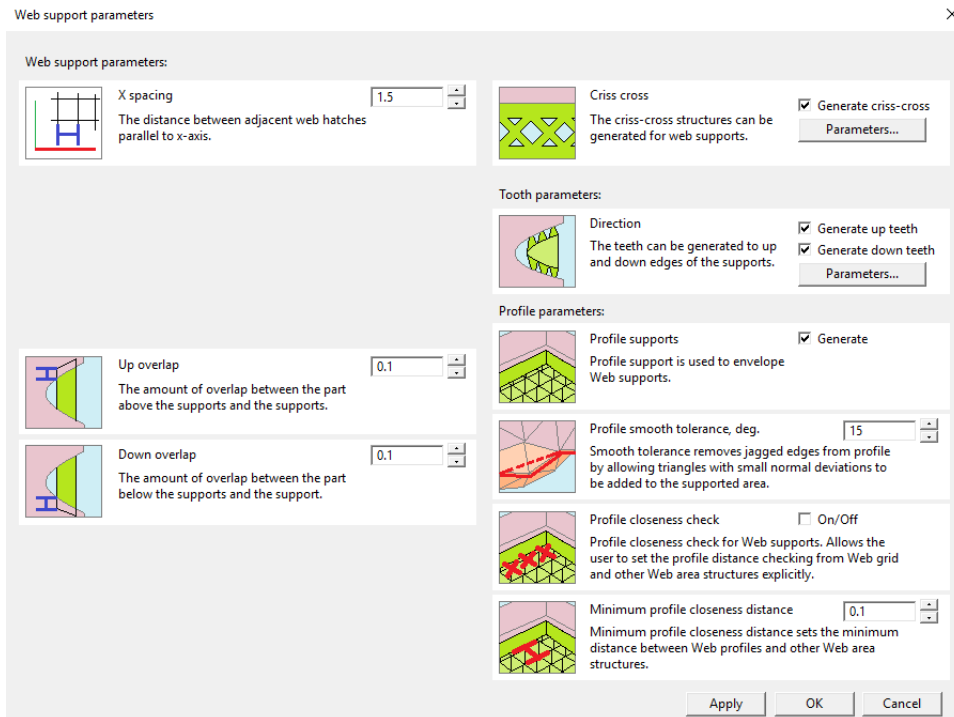 Web support parameters
Web support parameters:
X spacing
1.5
The distance between adjacent web hatches
parallel to x-axis.
Up overlap
0.1
The amount of overlap between the part
above the supports and the supports.
Down overlap
0.1
The amount of overlap between the part
below the supports and the support.
Criss cross
The criss-cross structures can be
generated for web supports.
Generate criss-cross
Parameters...
Tooth parameters:
Direction
The teeth can be generated to up
and down edges of the supports.
Generate up teeth
Generate down teeth
Parameters...
Profile parameters:
Profile supports
Generate
Profile support is used to envelope
Web supports.
Profile smooth tolerance, deg.
15
Smooth tolerance removes jagged edges from profile
by allowing triangles with small normal deviations to
be added to the supported area.
Profile closeness check
On/Off
Profile closeness check for Web supports. Allows the
user to set the profile distance checking from Web grid
and other Web area structures explicitly.
Minimum profile closeness distance
0.1
Minimum profile closeness distance sets the minimum
distance between Web profiles and other Web area
structures.
Apply
OK
Cancel